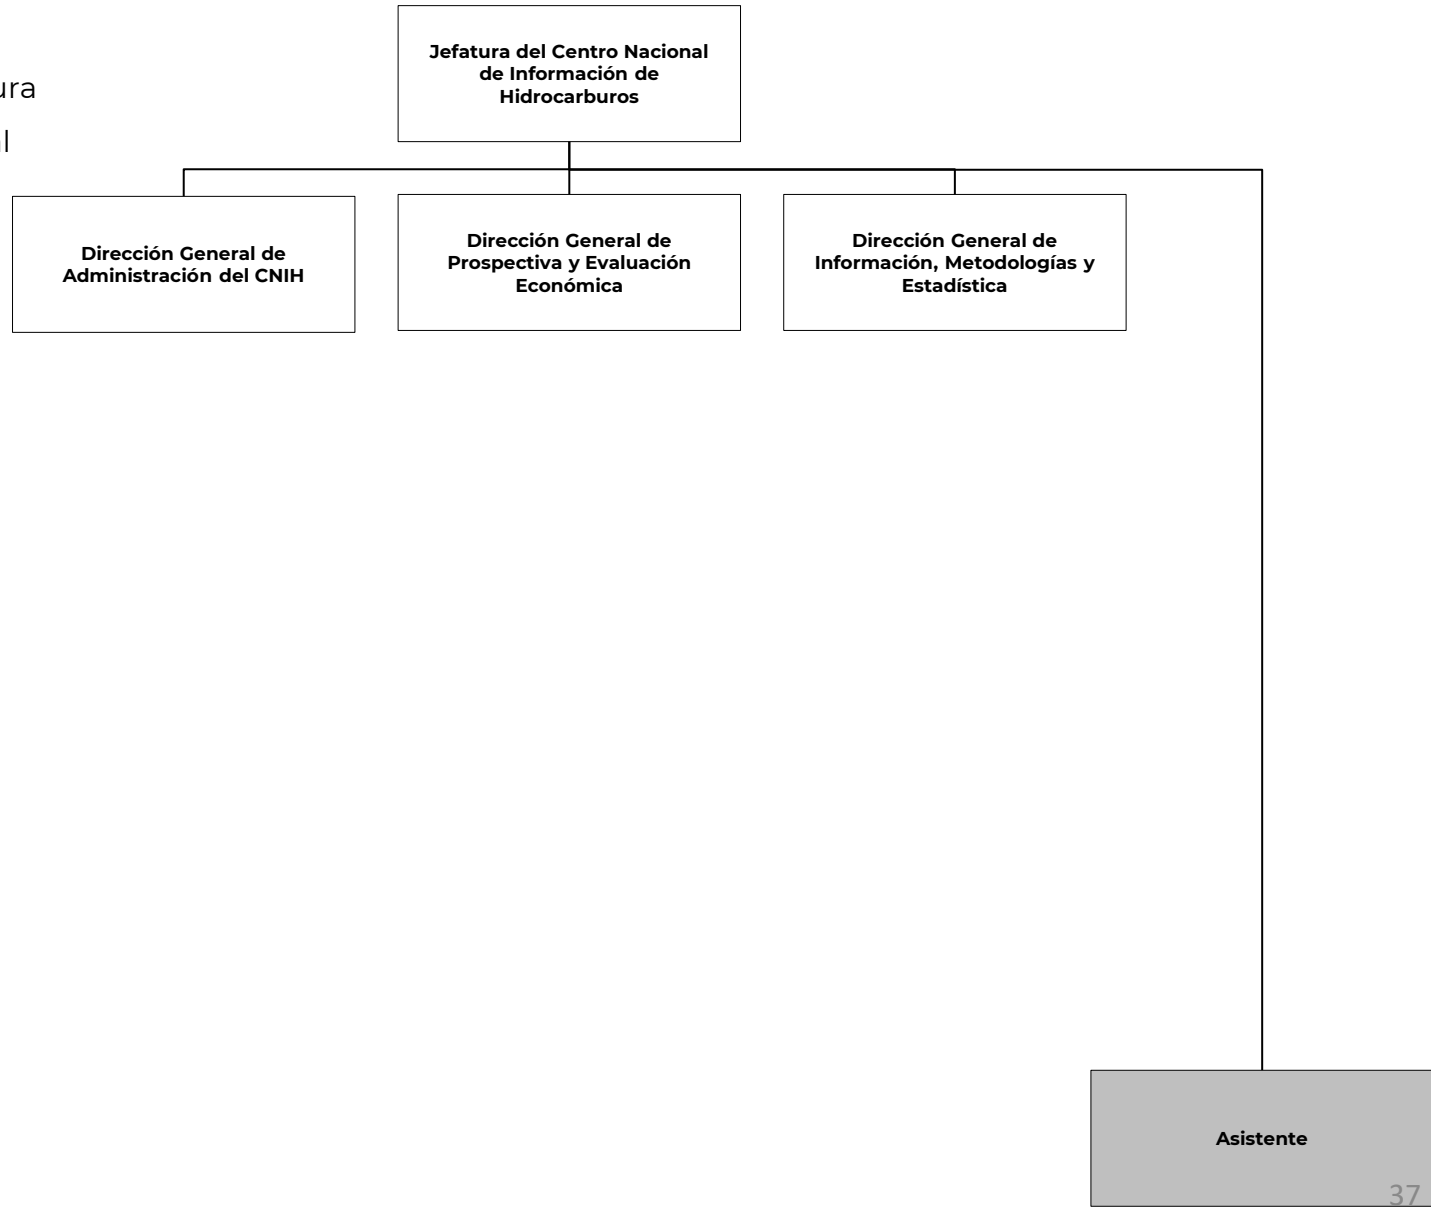 ura
al
Jefatura del Centro Nacional
de Información de
Hidrocarburos
Dirección General de
Administración del CNIH
Dirección General de
Prospectiva y Evaluación
Económica
Dirección General de
Información, Metodologías y
Estadística
Asistente
37